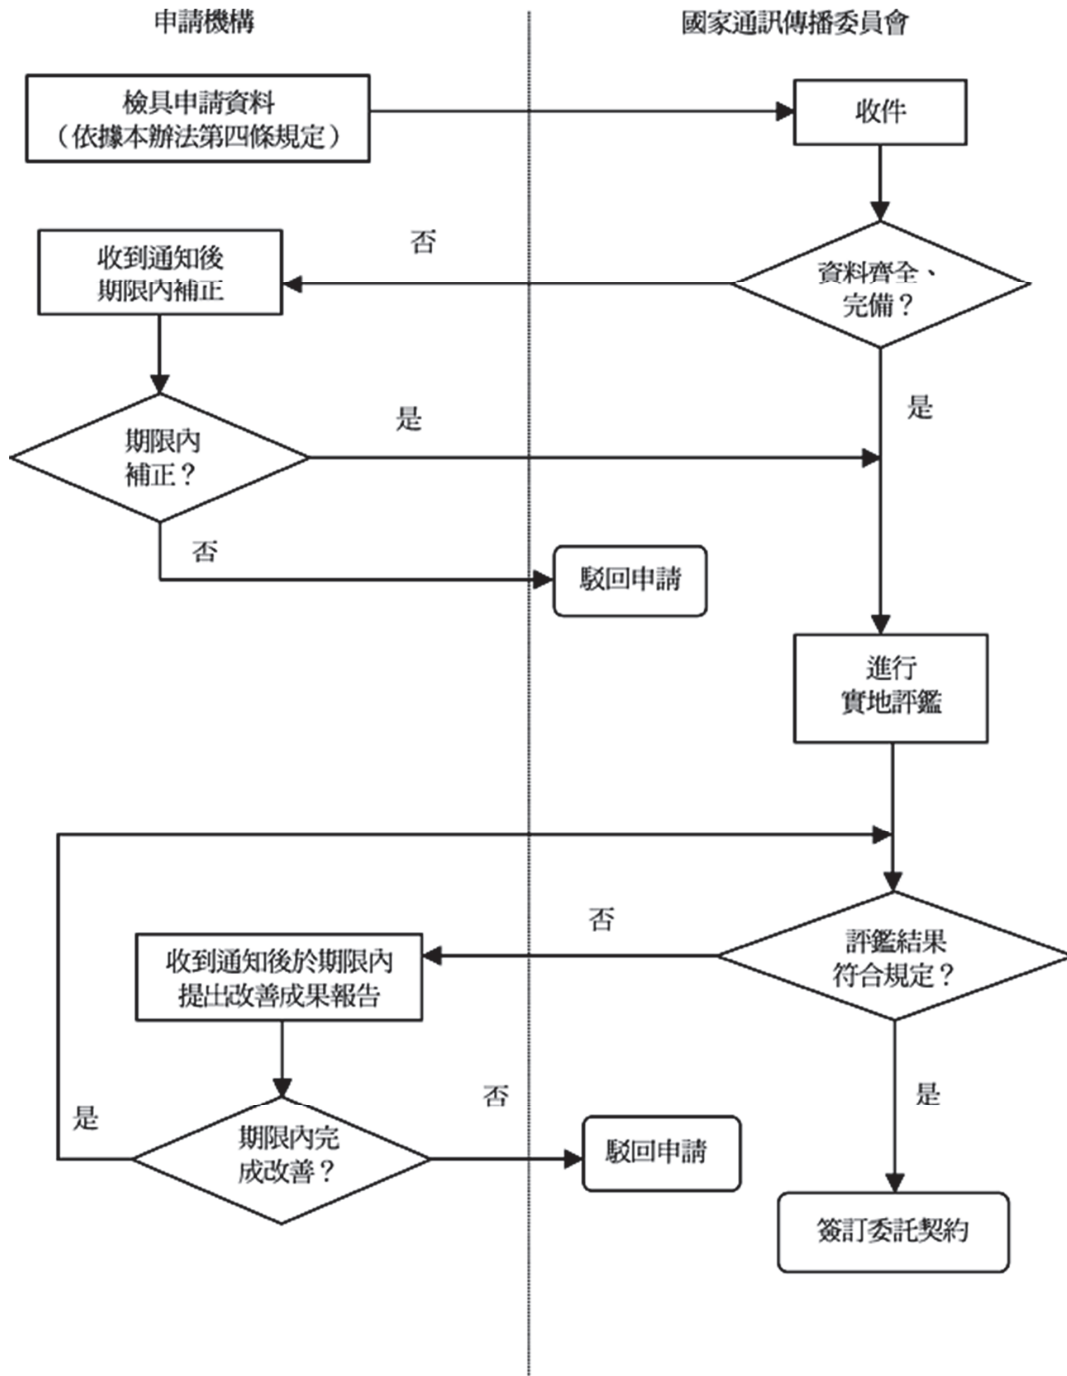 申請機構
國家通訊傳播委員會
檢具申請資料
（依據本辦法第四條規定）
收件
否
收到通知後
期限內補正
資料齊全、
完備？
是
是
期限內
補正？
否
駁回申請
進行
實地評鑑
否
評鑑結果
符合規定？
收到通知後於期限內
提出改善成果報告
是
否
是
期限內完
成改善？
駁回申請
簽訂委託契約